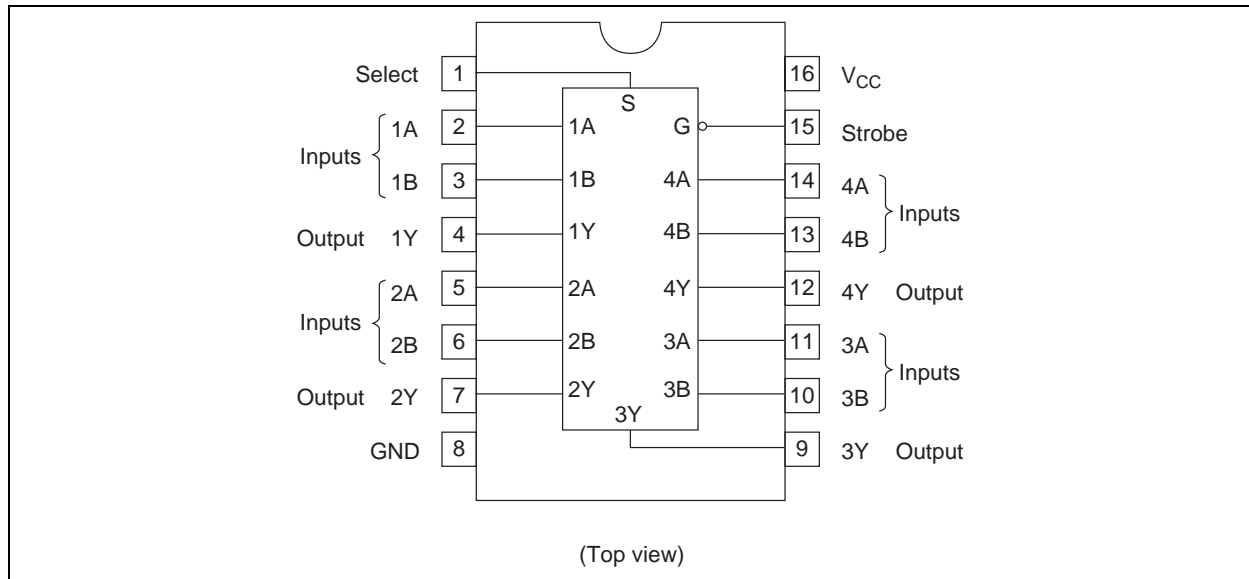 Select 1 S 16 VCC
1A 2 1A G 15 Strobe
Inputs
1B 3 1B 4A 14 4A
Inputs
Output 1Y 4 1Y 4B 13 4B
2A 5 2A 4Y 12 4Y Output
Inputs
2B 6 2B 3A 11 3A
Inputs
Output 2Y 7 2Y 3B 10 3B
3Y
GND 8 9 3Y Output
(Top view)